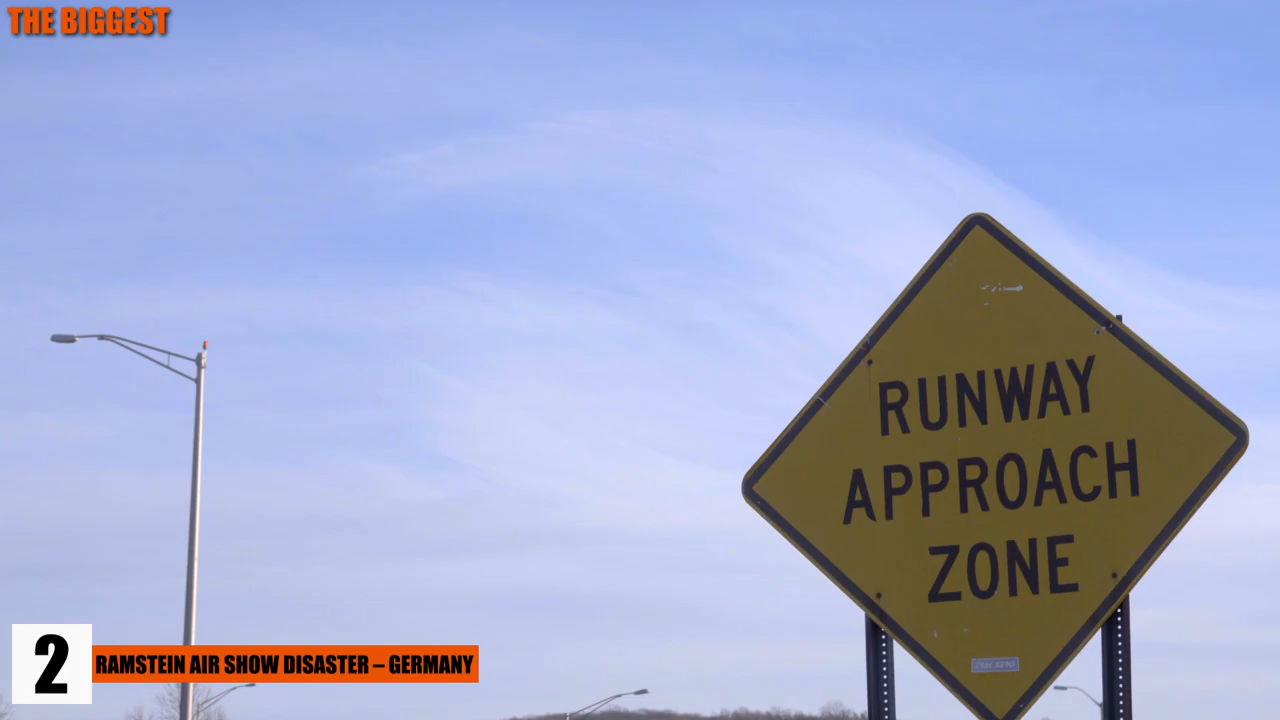 THE BIGGEST
RUNWAY
APPROACH
ZONE
2
RAMSTEIN AIR SHOW DISASTER – GERMANY